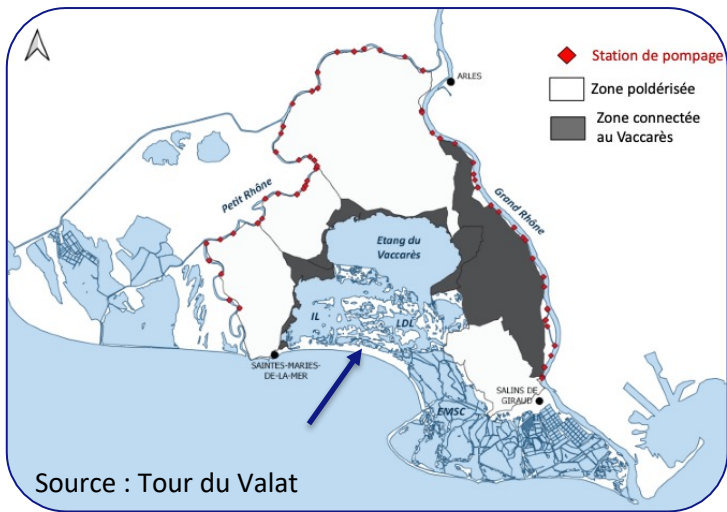 Station de pompage
ARLES
Zone poldérisée
Zone connectée
au Vaccarès
Petit Rhône
Grand Rhône
Etang du
Vaccarès
IL
LDL
SAINTES-MARIES-
DE-LA-MER
SALINS DE
GIRAUD
EMSC
Source : Tour du Valat